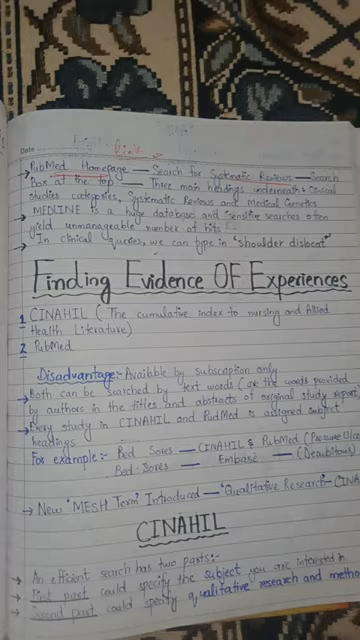 Date
→ PubMed Homepage — Search for Systematic Reviews — Search
Box at the top — Three main headings underneath:
studies categories, Systematic Reviews and Medical Genetics
→ MEDLINE is a huge database and sensitive searches often
yield unmanageable number of hits.
→ In clinical queries, we can type in "shoulder dislocat"
Finding Evidence OF Experiences
1 CINAHIL (The cumulative index to nursing and Allied
Health Literature)
2 PubMed
Disadvantage:- Available by subscription only
→ Both can be searched by text words (are the words provided
by authors in the titles and abstracts of original study report
→ Every study in CINAHIL and PudMed is assigned subject
headings
For example:- Bed Sores — CINAHIL & PubMed (Pressure Ulce
Bed Sores — Embase — (Decubitous)
→ New "MESH Term" Introduced — "Qualitative Research" - CINA
CINAHIL
→ An efficient search has two parts:-
→ First part could specify the subject you are interested in
→ Second part could specify qualitative research and metho